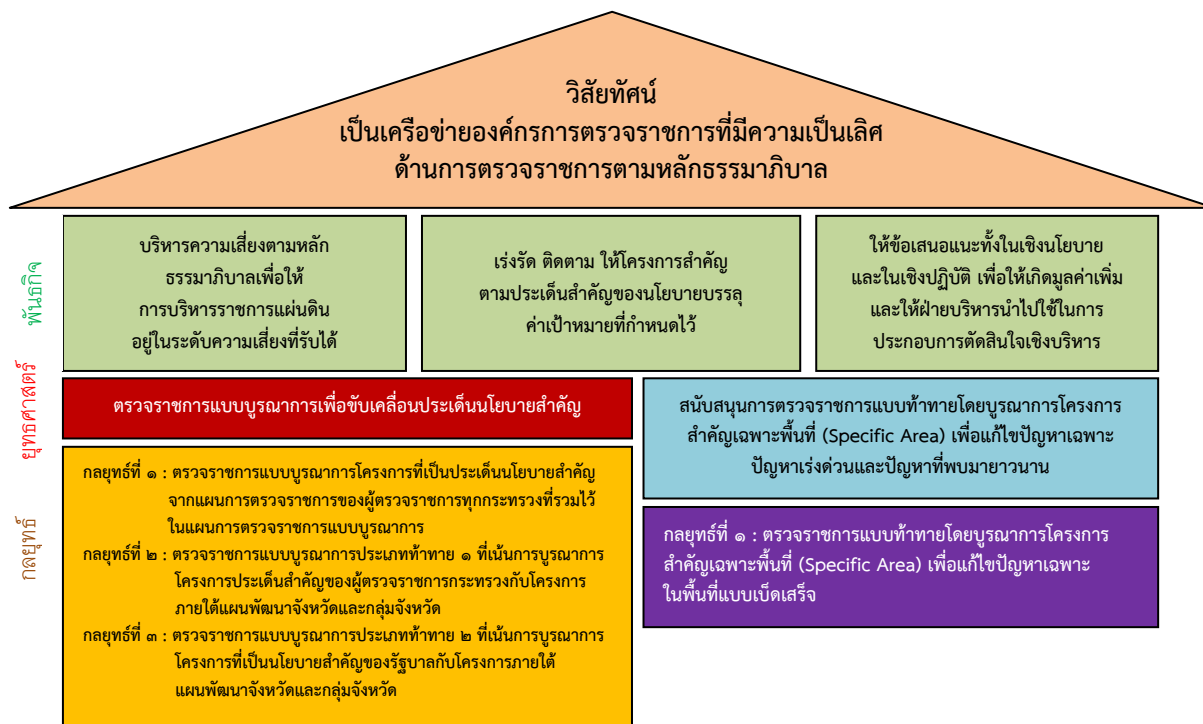 วิสัยทัศน์
เป็นเครือข่ายองค์กรการตรวจราชการที่มีความเป็นเลิศ
ด้านการตรวจราชการตามหลักธรรมาภิบาล
พันธกิจ
บริหารความเสี่ยงตามหลัก
ธรรมาภิบาลเพื่อให้
การบริหารราชการแผ่นดิน
อยู่ในระดับความเสี่ยงที่รับได้
เร่งรัด ติดตาม ให้โครงการสำคัญ
ตามประเด็นสำคัญของนโยบายบรรลุ
ค่าเป้าหมายที่กำหนดไว้
ให้ข้อเสนอแนะทั้งในเชิงนโยบาย
และในเชิงปฏิบัติ เพื่อให้เกิดมูลค่าเพิ่ม
และให้ฝ่ายบริหารนำไปใช้ในการ
ประกอบการตัดสินใจเชิงบริหาร
ยุทธศาสตร์
ตรวจราชการแบบบูรณาการเพื่อขับเคลื่อนประเด็นนโยบายสำคัญ
สนับสนุนการตรวจราชการแบบท้าทายโดยบูรณาการโครงการ
สำคัญเฉพาะพื้นที่ (Specific Area) เพื่อแก้ไขปัญหาเฉพาะ
ปัญหาเร่งด่วนและปัญหาที่พบมายาวนาน
กลยุทธ์
กลยุทธ์ที่ ๑ : ตรวจราชการแบบบูรณาการโครงการที่เป็นประเด็นนโยบายสำคัญ
จากแผนการตรวจราชการของผู้ตรวจราชการทุกกระทรวงที่รวมไว้
ในแผนการตรวจราชการแบบบูรณาการ
กลยุทธ์ที่ ๒ : ตรวจราชการแบบบูรณาการประเภทท้าทาย ๑ ที่เน้นการบูรณาการ
โครงการประเด็นสำคัญของผู้ตรวจราชการกระทรวงกับโครงการ
ภายใต้แผนพัฒนาจังหวัดและกลุ่มจังหวัด
กลยุทธ์ที่ ๓ : ตรวจราชการแบบบูรณาการประเภทท้าทาย ๒ ที่เน้นการบูรณาการ
โครงการที่เป็นนโยบายสำคัญของรัฐบาลกับโครงการภายใต้
แผนพัฒนาจังหวัดและกลุ่มจังหวัด
กลยุทธ์ที่ ๑ : ตรวจราชการแบบท้าทายโดยบูรณาการโครงการ
สำคัญเฉพาะพื้นที่ (Specific Area) เพื่อแก้ไขปัญหาเฉพาะ
ในพื้นที่แบบเบ็ดเสร็จ